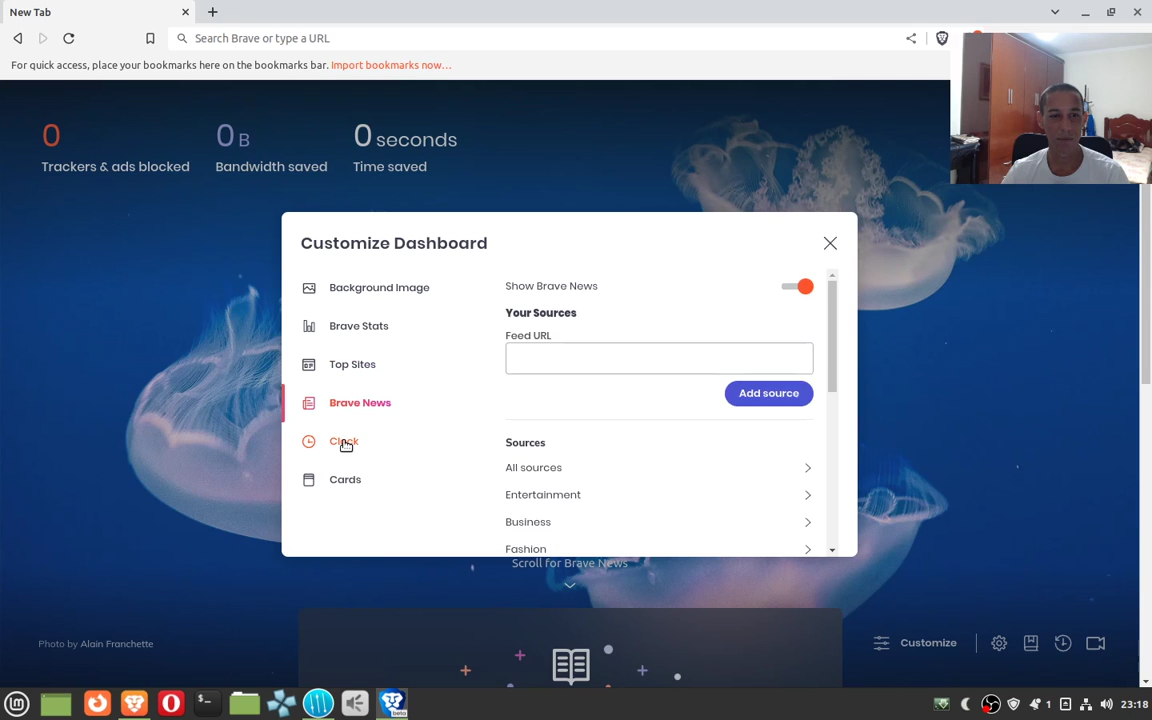 New Tab
Search Brave or type a URL
For quick access, place your bookmarks here on the bookmarks bar. Import bookmarks now…
0
Trackers & ads blocked
0 B
Bandwidth saved
0 seconds
Time saved
Customize Dashboard
Background Image
Brave Stats
Top Sites
Brave News
Clock
Cards
Show Brave News
Your Sources
Feed URL
Add source
Sources
All sources
Entertainment
Business
Fashion
Scroll for Brave News
Photo by Alain Franchette
Customize
beta
1
23:18